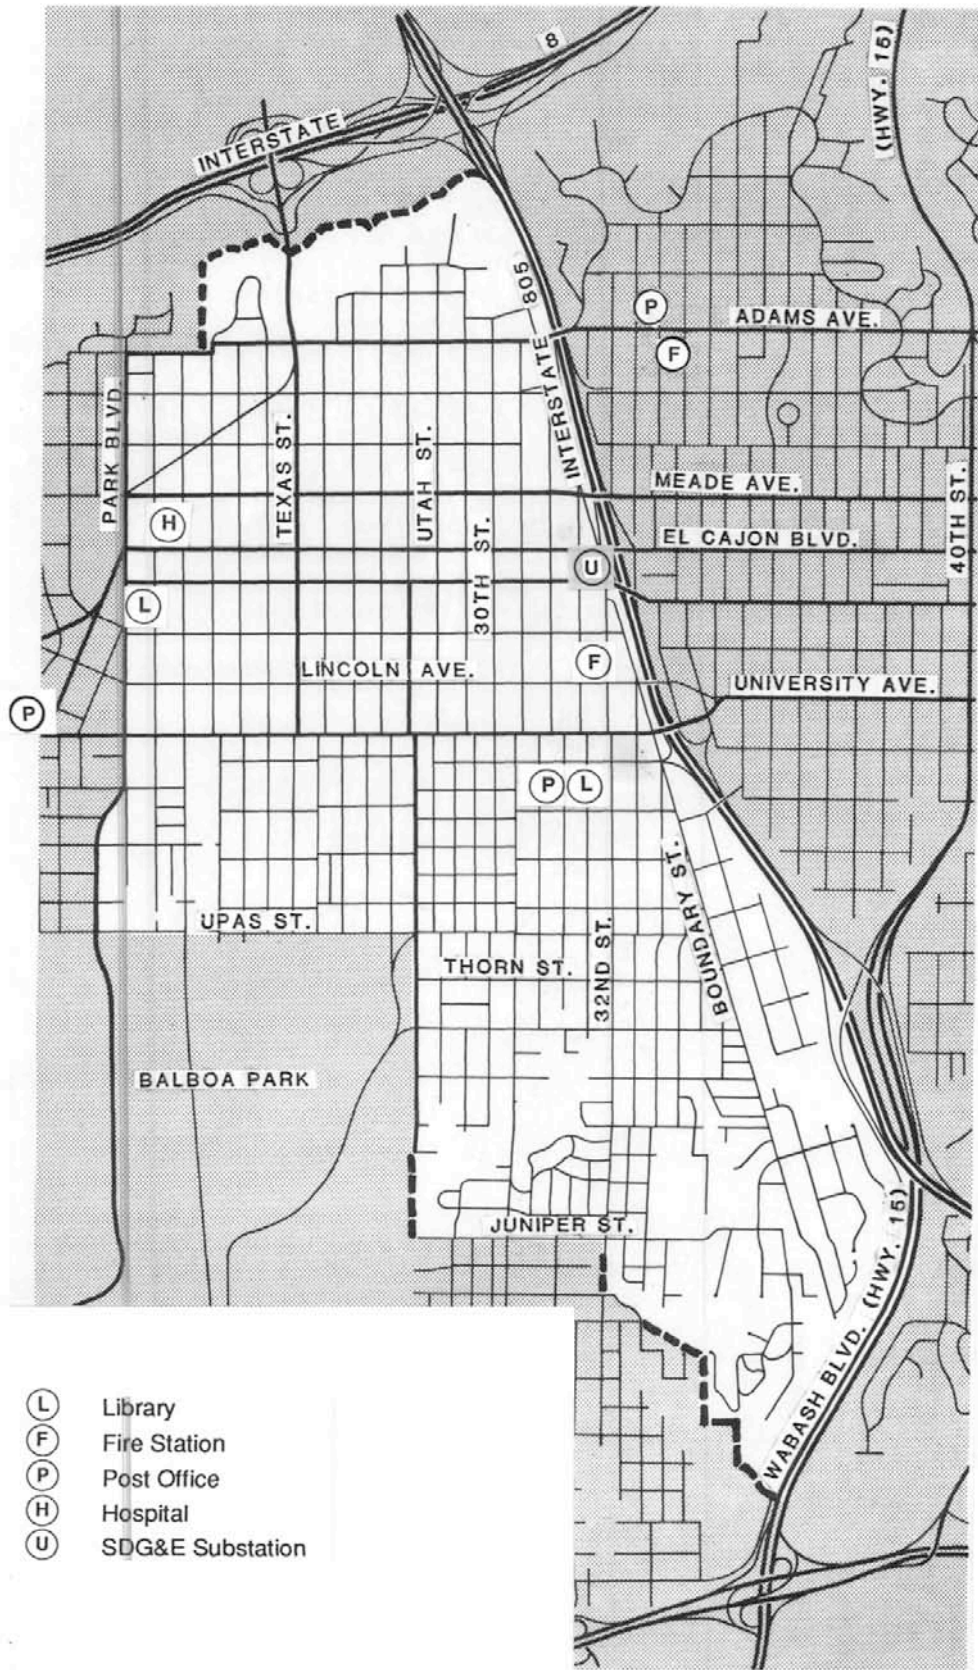 8
INTERSTATE
(HWY. 15)
INTERSTATE 805
P
ADAMS AVE.
F
PARK BLVD.
TEXAS ST.
UTAH ST.
MEADE AVE.
H
30TH ST.
EL CAJON BLVD.
40TH ST.
U
L
LINCOLN AVE.
F
UNIVERSITY AVE.
P
P L
BOUNDARY ST.
UPAS ST.
THORN ST.
32ND ST.
BALBOA PARK
JUNIPER ST.
WABASH BLVD. (HWY. 15)
L Library
F Fire Station
P Post Office
H Hospital
U SDG&E Substation